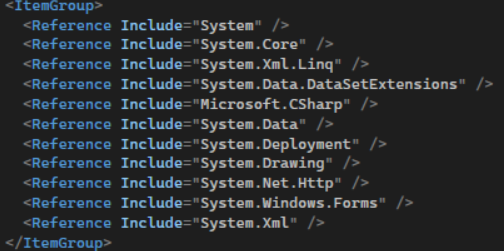 <ItemGroup>
<Reference Include="System" />
<Reference Include="System.Core" />
<Reference Include="System.Xml.Linq" />
<Reference Include="System.Data.DataSetExtensions" />
<Reference Include="Microsoft.CSharp" />
<Reference Include="System.Data" />
<Reference Include="System.Deployment" />
<Reference Include="System.Drawing" />
<Reference Include="System.Net.Http" />
<Reference Include="System.Windows.Forms" />
<Reference Include="System.Xml" />
</ItemGroup>